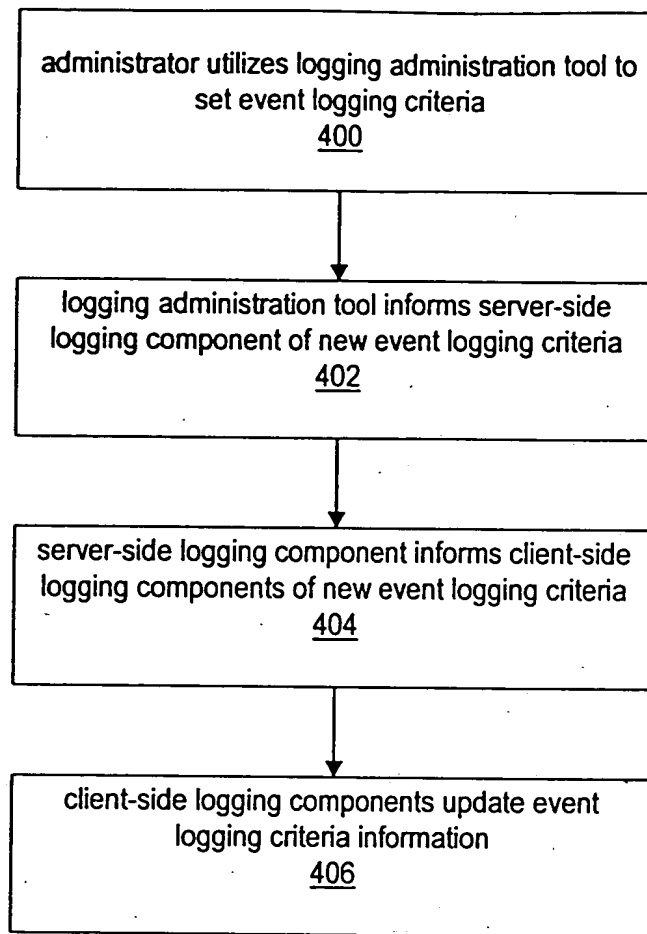 administrator utilizes logging administration tool to
set event logging criteria
400
logging administration tool informs server-side
logging component of new event logging criteria
402
server-side logging component informs client-side
logging components of new event logging criteria
404
client-side logging components update event
logging criteria information
406